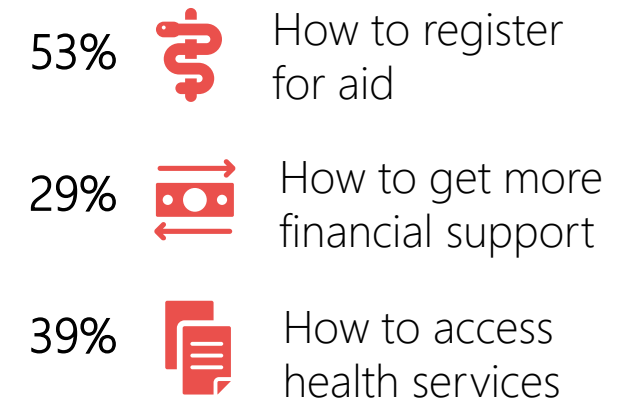 53%
How to register
for aid
29%
How to get more
financial support
39%
How to access
health services